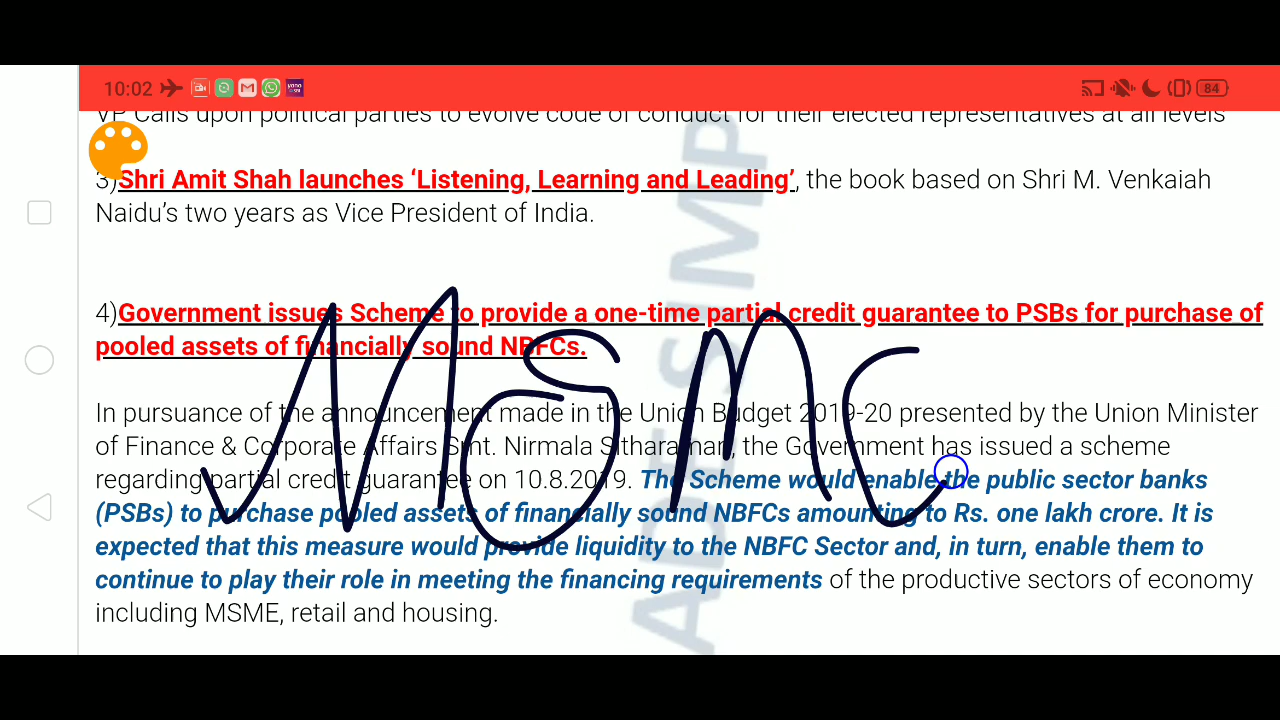 10:02 84
VP Calls upon political parties to evolve code of conduct for their elected representatives at all levels
3)Shri Amit Shah launches ‘Listening, Learning and Leading’, the book based on Shri M. Venkaiah
Naidu’s two years as Vice President of India.
4)Government issues Scheme to provide a one-time partial credit guarantee to PSBs for purchase of
pooled assets of financially sound NBFCs.
In pursuance of the announcement made in the Union Budget 2019-20 presented by the Union Minister
of Finance & Corporate Affairs Smt. Nirmala Sitharaman, the Government has issued a scheme
regarding partial credit guarantee on 10.8.2019. The Scheme would enable the public sector banks
(PSBs) to purchase pooled assets of financially sound NBFCs amounting to Rs. one lakh crore. It is
expected that this measure would provide liquidity to the NBFC Sector and, in turn, enable them to
continue to play their role in meeting the financing requirements of the productive sectors of economy
including MSME, retail and housing.
ADESIMP